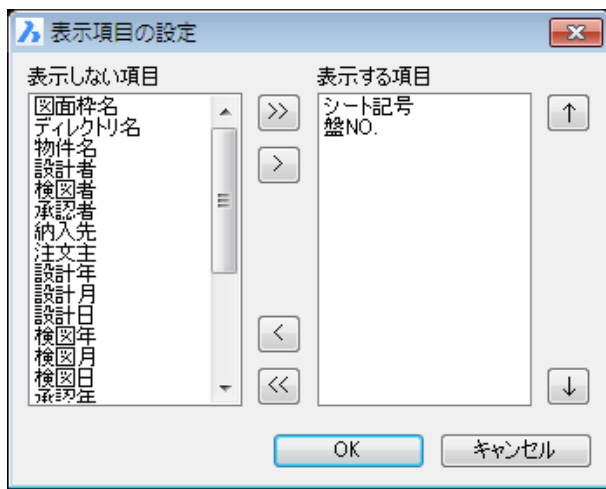 表示項目の設定
表示しない項目
図面枠名
ディレクトリ名
物件名
設計者
検図者
承認者
納入先
注文主
設計年
設計月
設計日
検図年
検図月
検図日
承認年
>>
>
<
<<
表示する項目
シート記号
盤NO.
↑
↓
OK
キャンセル